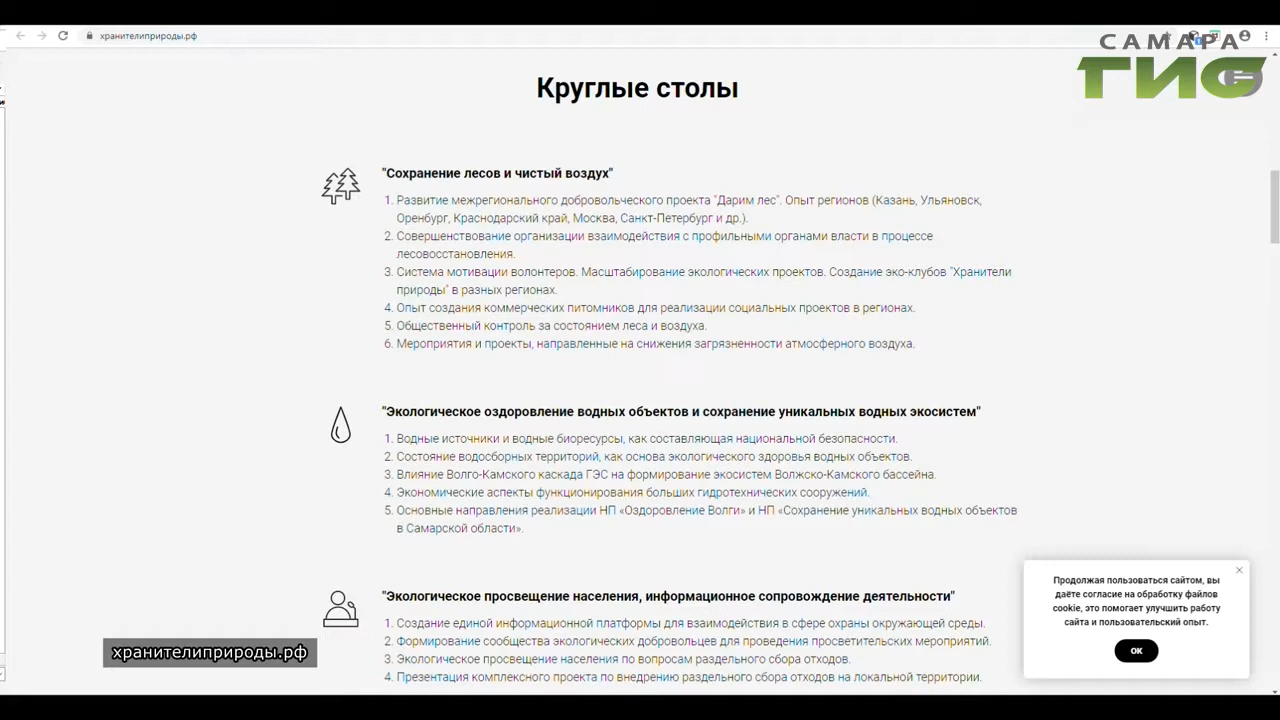 хранителиприроды.рф
САМАРА
ГИС
Круглые столы
"Сохранение лесов и чистый воздух"
1. Развитие межрегионального добровольческого проекта "Дарим лес". Опыт регионов (Казань, Ульяновск,
Оренбург, Краснодарский край, Москва, Санкт-Петербург и др.).
2. Совершенствование организации взаимодействия с профильными органами власти в процессе
лесовосстановления.
3. Система мотивации волонтеров. Масштабирование экологических проектов. Создание эко-клубов "Хранители
природы" в разных регионах.
4. Опыт создания коммерческих питомников для реализации социальных проектов в регионах.
5. Общественный контроль за состоянием леса и воздуха.
6. Мероприятия и проекты, направленные на снижения загрязненности атмосферного воздуха.
"Экологическое оздоровление водных объектов и сохранение уникальных водных экосистем"
1. Водные источники и водные биоресурсы, как составляющая национальной безопасности.
2. Состояние водосборных территорий, как основа экологического здоровья водных объектов.
3. Влияние Волго-Камского каскада ГЭС на формирование экосистем Волжско-Камского бассейна.
4. Экономические аспекты функционирования больших гидротехнических сооружений.
5. Основные направления реализации НП «Оздоровление Волги» и НП «Сохранение уникальных водных объектов
в Самарской области».
"Экологическое просвещение населения, информационное сопровождение деятельности"
1. Создание единой информационной платформы для взаимодействия в сфере охраны окружающей среды.
2. Формирование сообщества экологических добровольцев для проведения просветительских мероприятий.
3. Экологическое просвещение населения по вопросам раздельного сбора отходов.
4. Презентация комплексного проекта по внедрению раздельного сбора отходов на локальной территории.
хранителиприроды.рф
Продолжая пользоваться сайтом, вы
даёте согласие на обработку файлов
cookie, это помогает улучшить работу
сайта и пользовательский опыт.
ОК